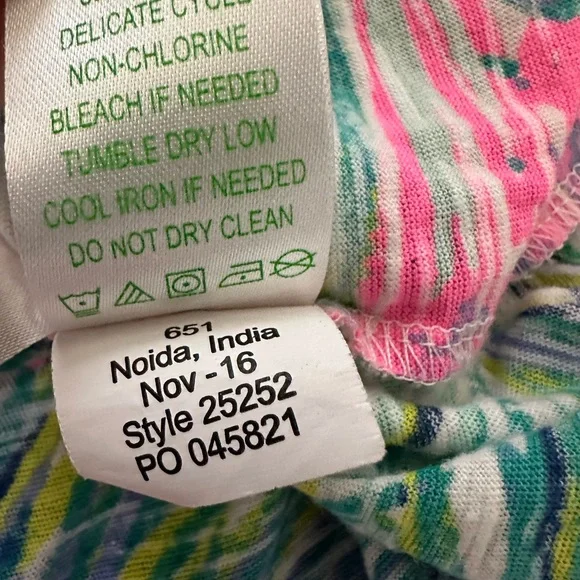 DELICATE CYCLE
NON-CHLORINE
BLEACH IF NEEDED
TUMBLE DRY LOW
COOL IRON IF NEEDED
DO NOT DRY CLEAN
651
Noida, India
Nov - 16
Style 25252
PO 045821